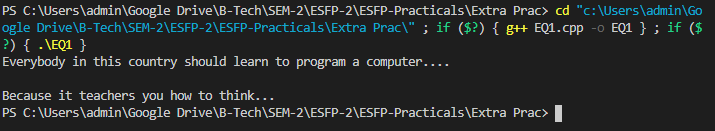 PS C:\Users\admin\Google Drive\B-Tech\SEM-2\ESFP-2\ESFP-Practicals\Extra Prac> cd "c:\Users\admin\Go
ogle Drive\B-Tech\SEM-2\ESFP-2\ESFP-Practicals\Extra Prac\" ; if ($?) { g++ EQ1.cpp -o EQ1 } ; if ($
?) { .\EQ1 }
Everybody in this country should learn to program a computer....
Because it teachers you how to think...
PS C:\Users\admin\Google Drive\B-Tech\SEM-2\ESFP-2\ESFP-Practicals\Extra Prac>